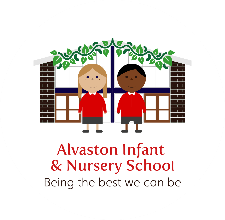 Alvaston Infant
& Nursery School
Being the best we can be